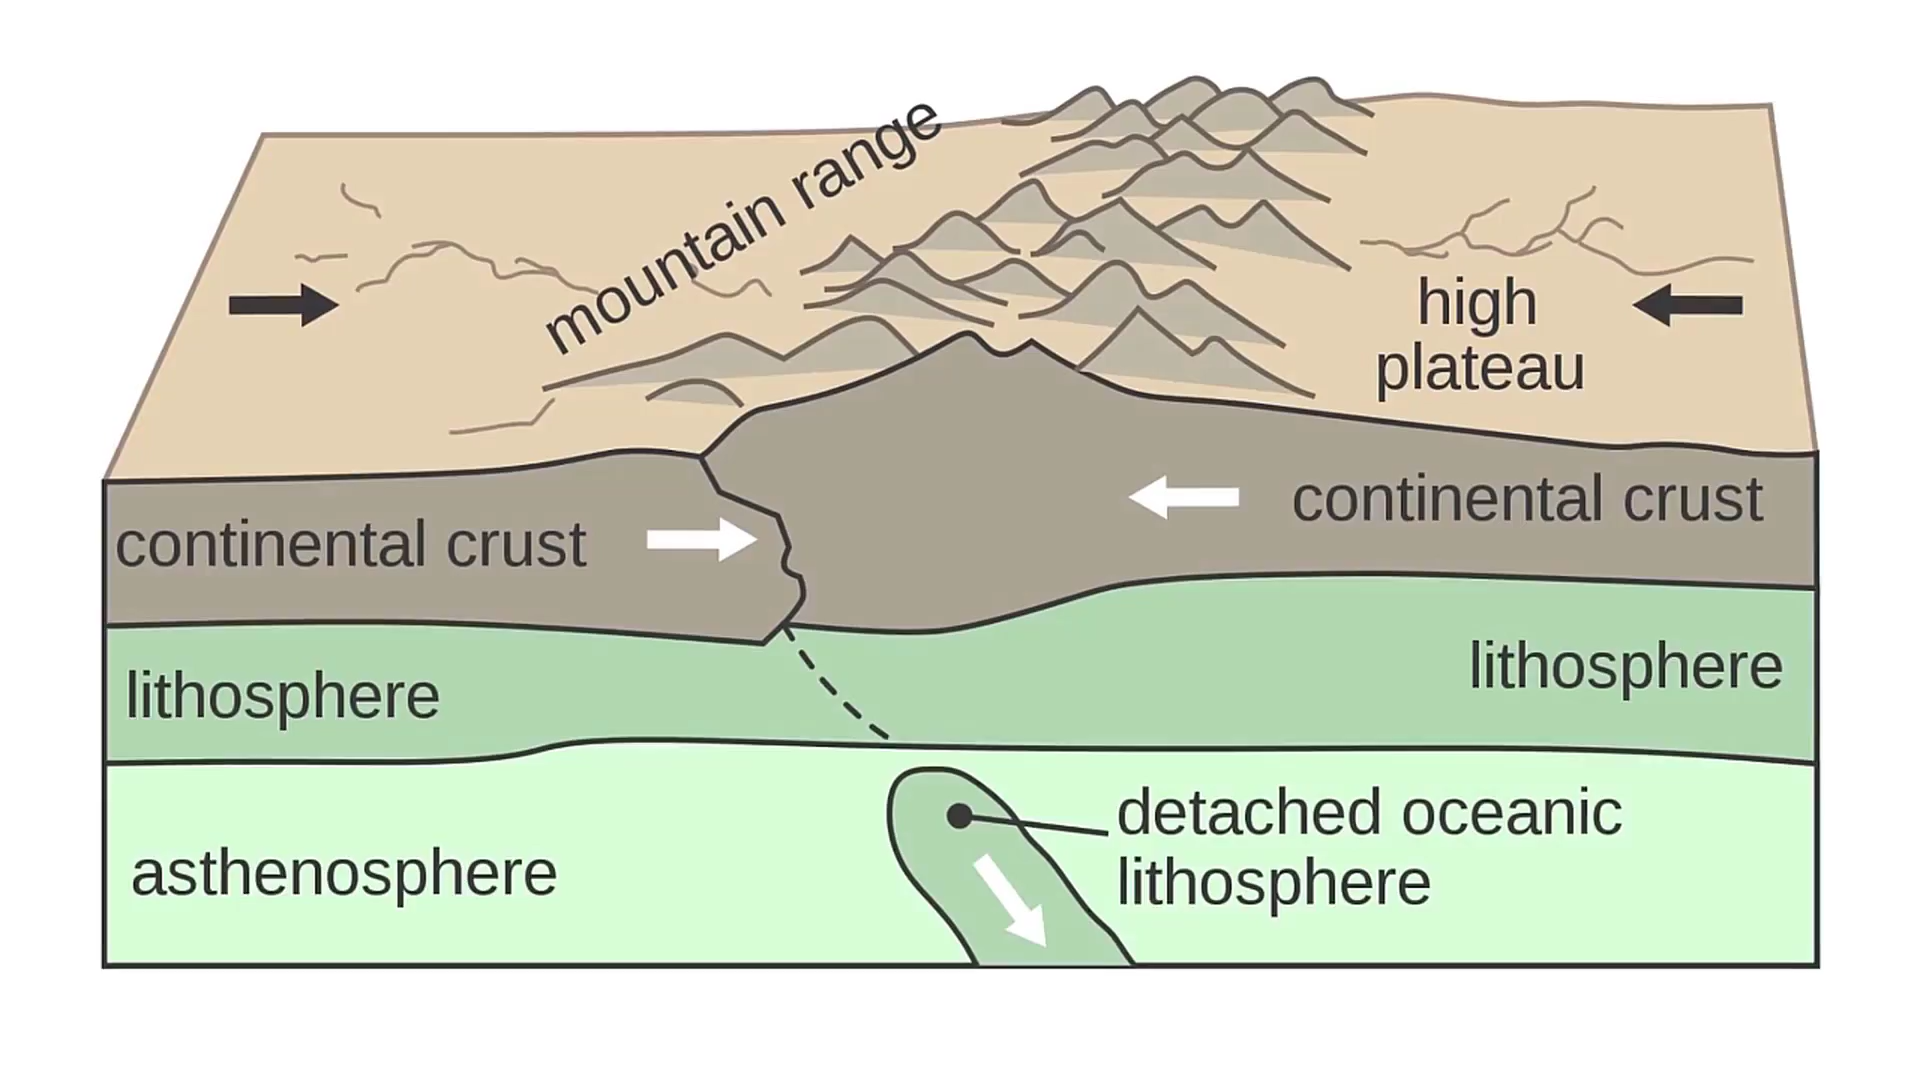 mountain range
high
plateau
continental crust
continental crust
lithosphere
lithosphere
detached oceanic
lithosphere
asthenosphere